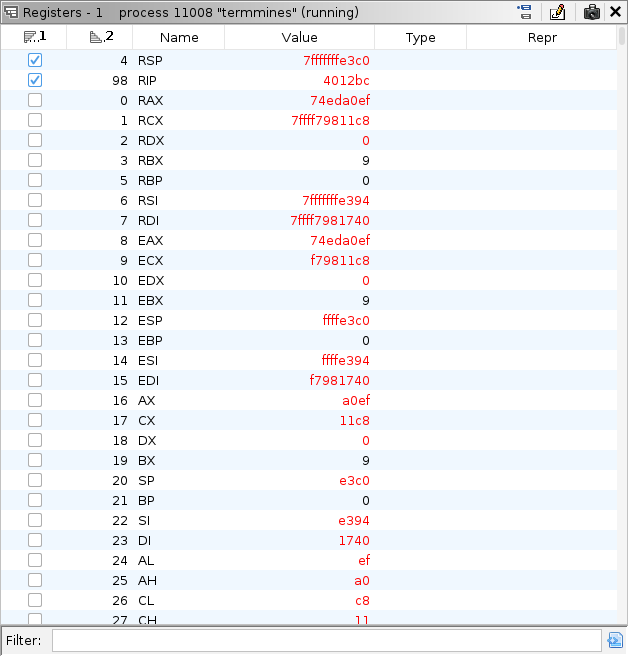 Registers - 1 process 11008 "termmines" (running)
1 2 Name Value Type Repr
4 RSP 7fffffffe3c0
98 RIP 4012bc
0 RAX 74eda0ef
1 RCX 7ffff79811c8
2 RDX 0
3 RBX 9
5 RBP 0
6 RSI 7fffffffe394
7 RDI 7ffff7981740
8 EAX 74eda0ef
9 ECX f79811c8
10 EDX 0
11 EBX 9
12 ESP ffffe3c0
13 EBP 0
14 ESI ffffe394
15 EDI f7981740
16 AX a0ef
17 CX 11c8
18 DX 0
19 BX 9
20 SP e3c0
21 BP 0
22 SI e394
23 DI 1740
24 AL ef
25 AH a0
26 CL c8
27 CH 11
Filter: